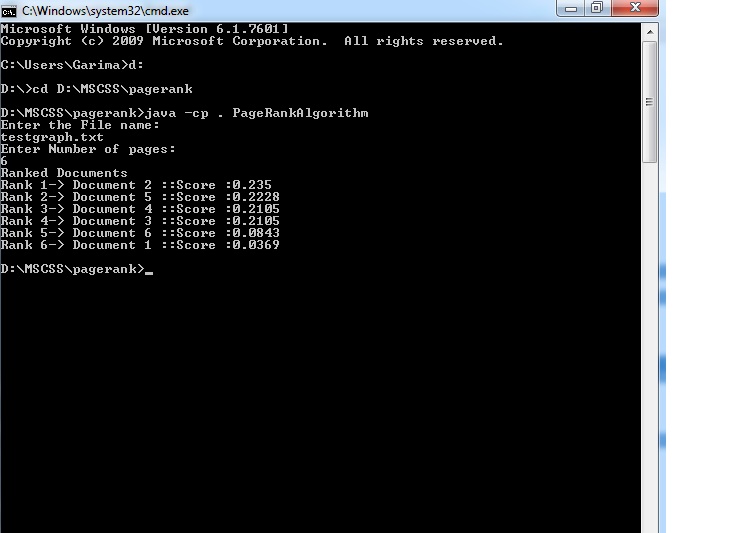 C:\Windows\system32\cmd.exe
Microsoft Windows [Version 6.1.7601]
Copyright (c) 2009 Microsoft Corporation.  All rights reserved.
C:\Users\Garima>d:
D:\>cd D:\MSCSS\pagerank
D:\MSCSS\pagerank>java -cp . PageRankAlgorithm
Enter the File name:
testgraph.txt
Enter Number of pages:
6
Ranked Documents
Rank 1-> Document 2 ::Score :0.235
Rank 2-> Document 5 ::Score :0.2228
Rank 3-> Document 4 ::Score :0.2105
Rank 4-> Document 3 ::Score :0.2105
Rank 5-> Document 6 ::Score :0.0843
Rank 6-> Document 1 ::Score :0.0369
D:\MSCSS\pagerank>_